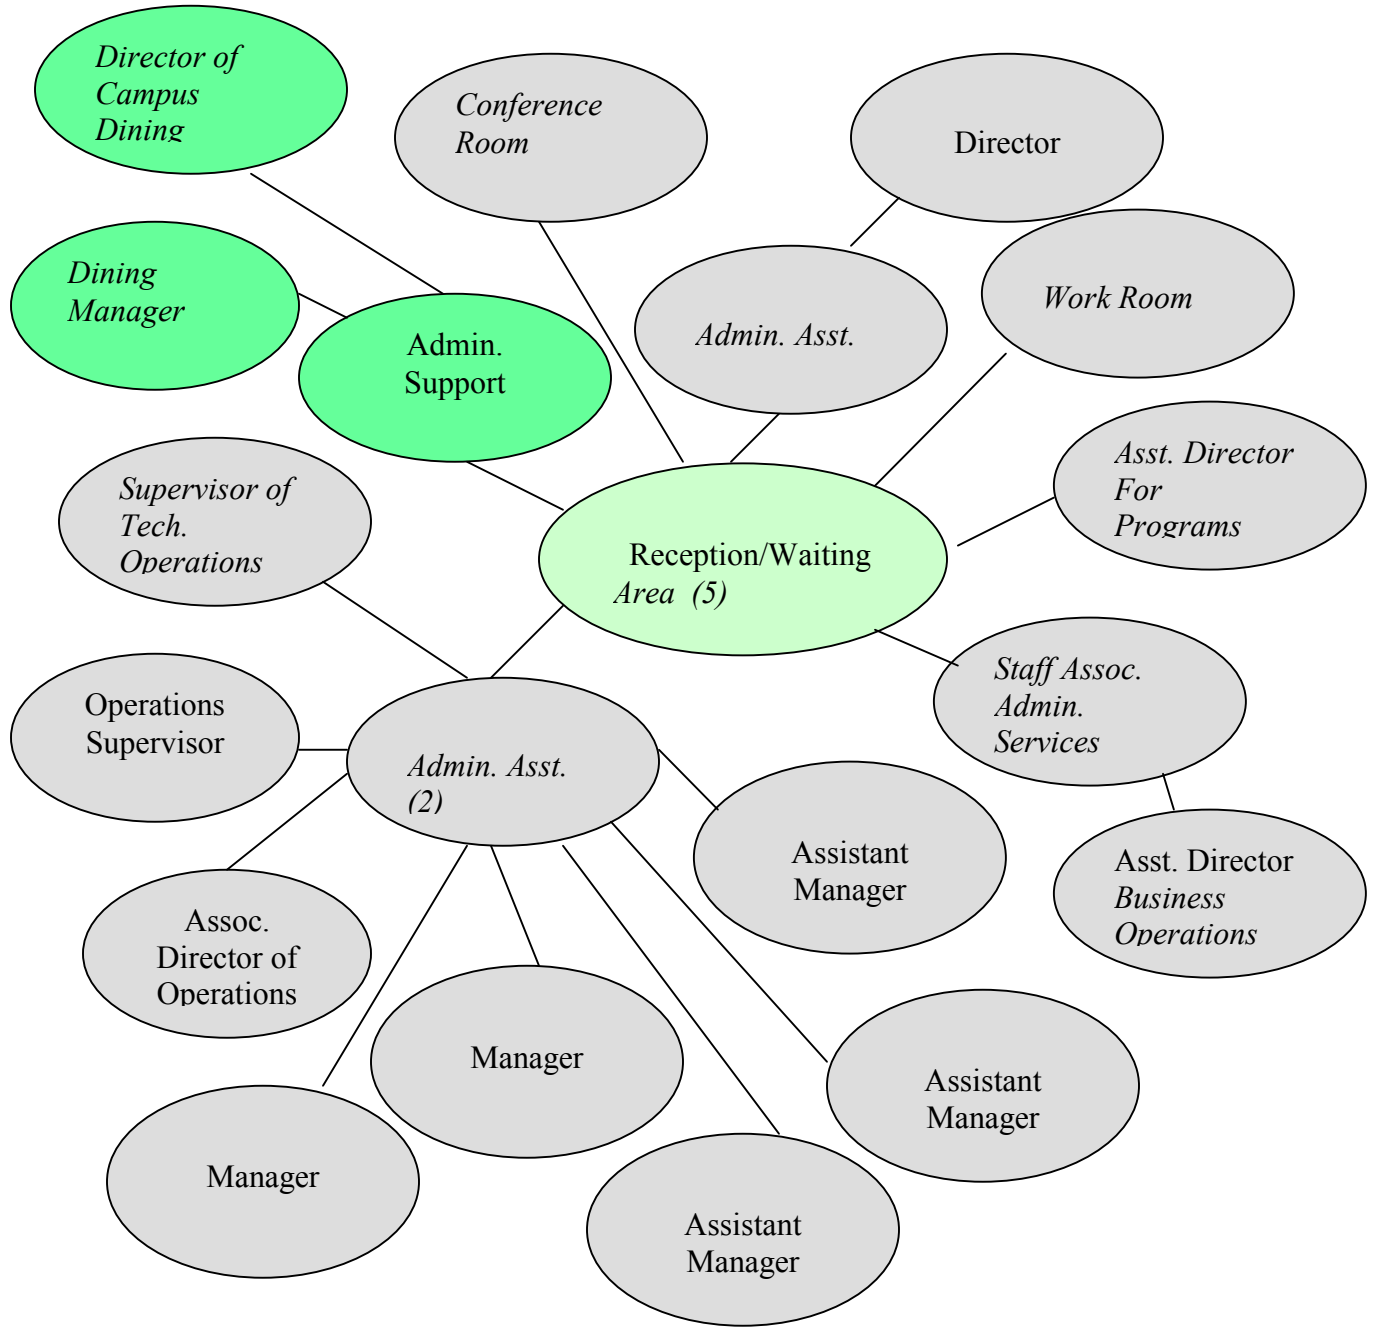 Director of
Campus
Dining
Conference
Room
Director
Dining
Manager
Work Room
Admin. Asst.
Admin.
Support
Asst. Director
For
Programs
Supervisor of
Tech.
Operations
Reception/Waiting
Area (5)
Staff Assoc.
Admin.
Services
Operations
Supervisor
Admin. Asst.
(2)
Assistant
Manager
Asst. Director
Business
Operations
Assoc.
Director of
Operations
Manager
Assistant
Manager
Manager
Assistant
Manager